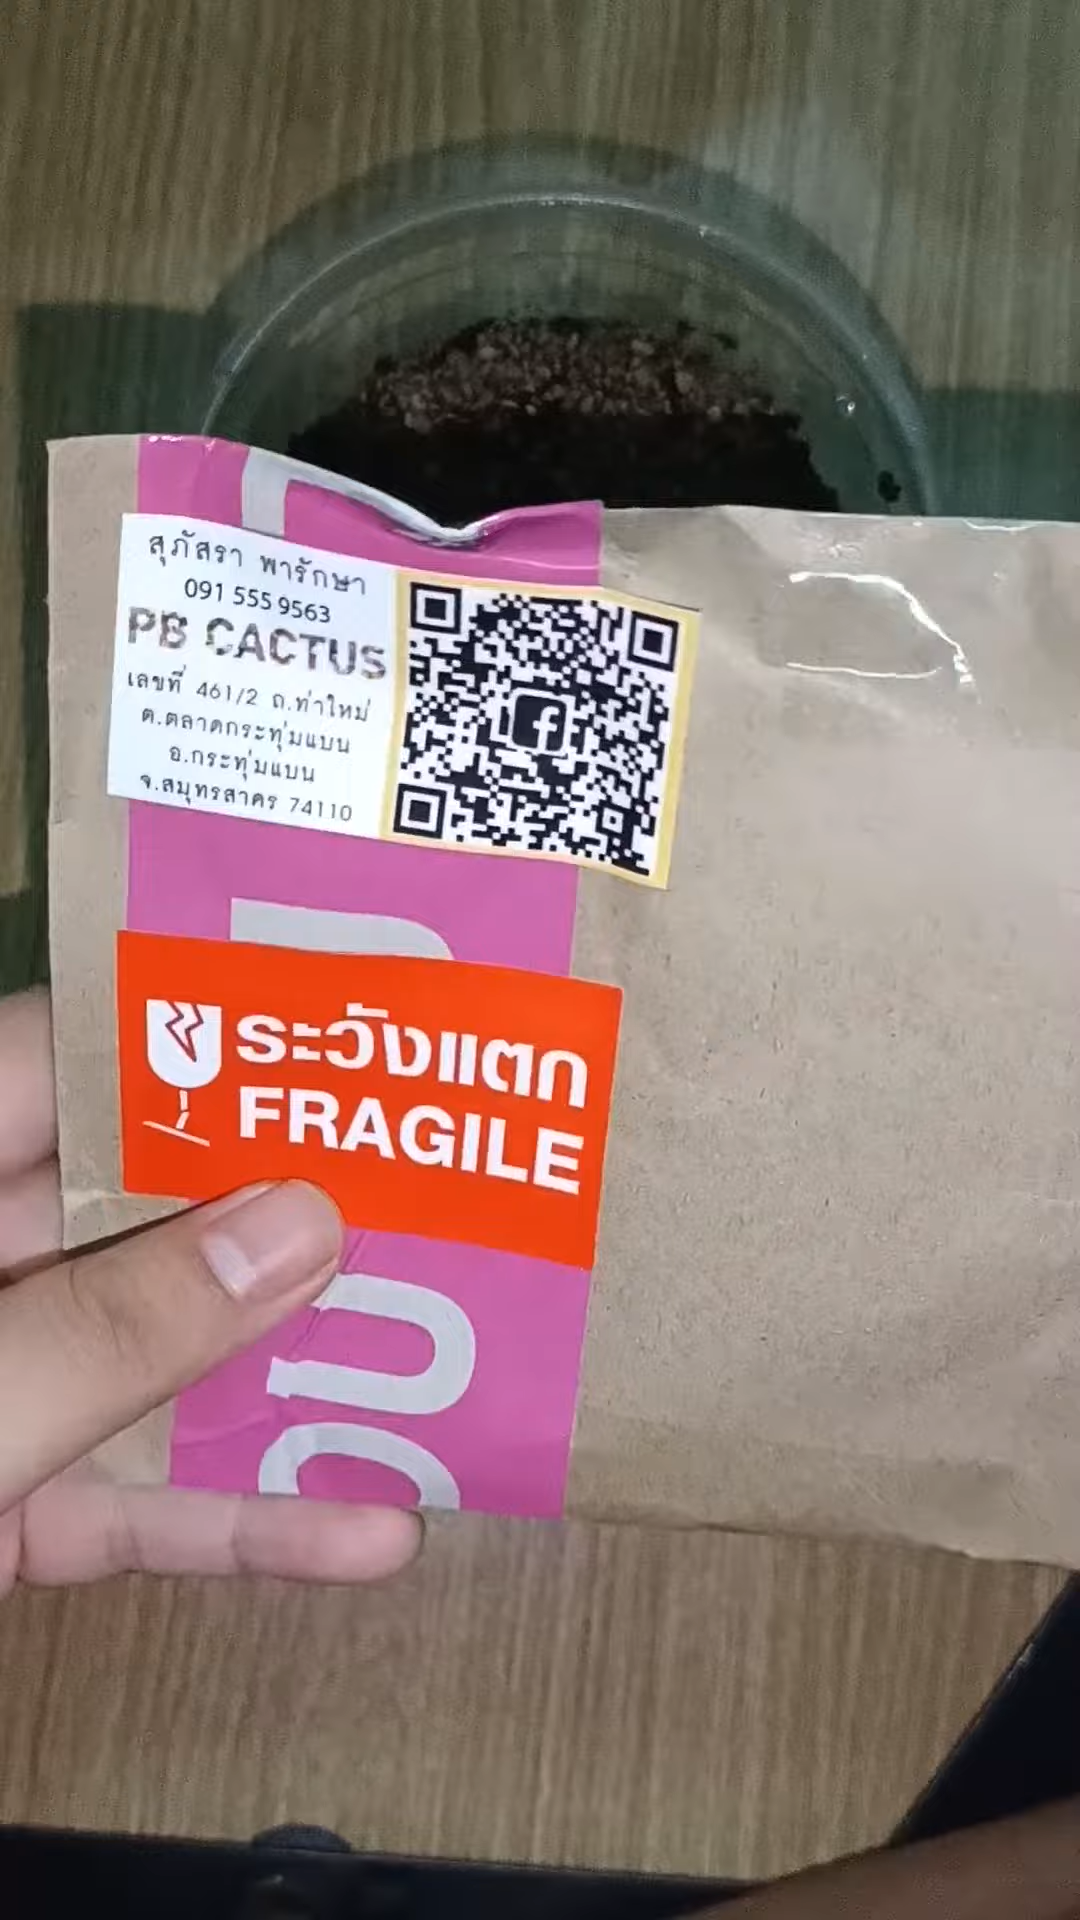 สุภัสรา พารักษา
091 555 9563
PB CACTUS
เลขที่ 461/2 ถ.ท่าใหม่
ต.ตลาดกระทุ่มแบน
อ.กระทุ่มแบน
จ.สมุทรสาคร 74110
ระวังแตก
FRAGILE